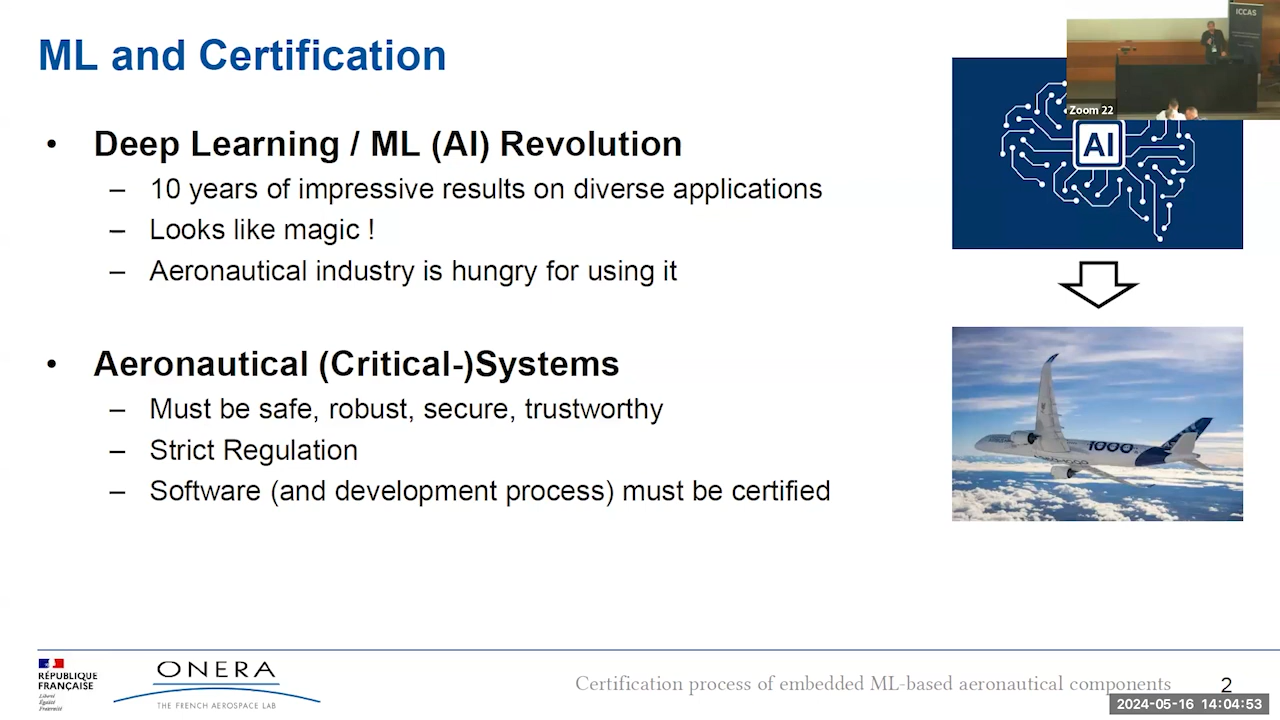 ML and Certification
ICCAS
Zoom 22
AI
• Deep Learning / ML (AI) Revolution
– 10 years of impressive results on diverse applications
– Looks like magic !
– Aeronautical industry is hungry for using it
• Aeronautical (Critical-)Systems
– Must be safe, robust, secure, trustworthy
– Strict Regulation
– Software (and development process) must be certified
1000
RÉPUBLIQUE
FRANÇAISE
Liberté
Égalité
Fraternité
ONERA
THE FRENCH AEROSPACE LAB
Certification process of embedded ML-based aeronautical components
2
2024-05-16 14:04:53